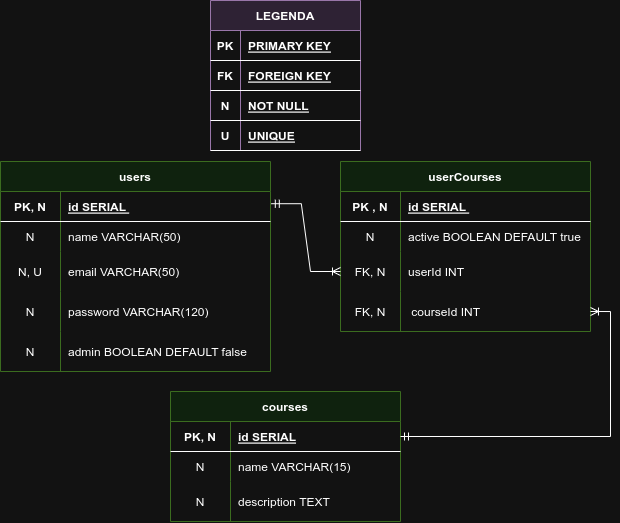 LEGENDA
PK PRIMARY KEY
FK FOREIGN KEY
N NOT NULL
U UNIQUE
users
PK, N id SERIAL
N name VARCHAR(50)
N, U email VARCHAR(50)
N password VARCHAR(120)
N admin BOOLEAN DEFAULT false
userCourses
PK , N id SERIAL
N active BOOLEAN DEFAULT true
FK, N userId INT
FK, N courseId INT
courses
PK, N id SERIAL
N name VARCHAR(15)
N description TEXT